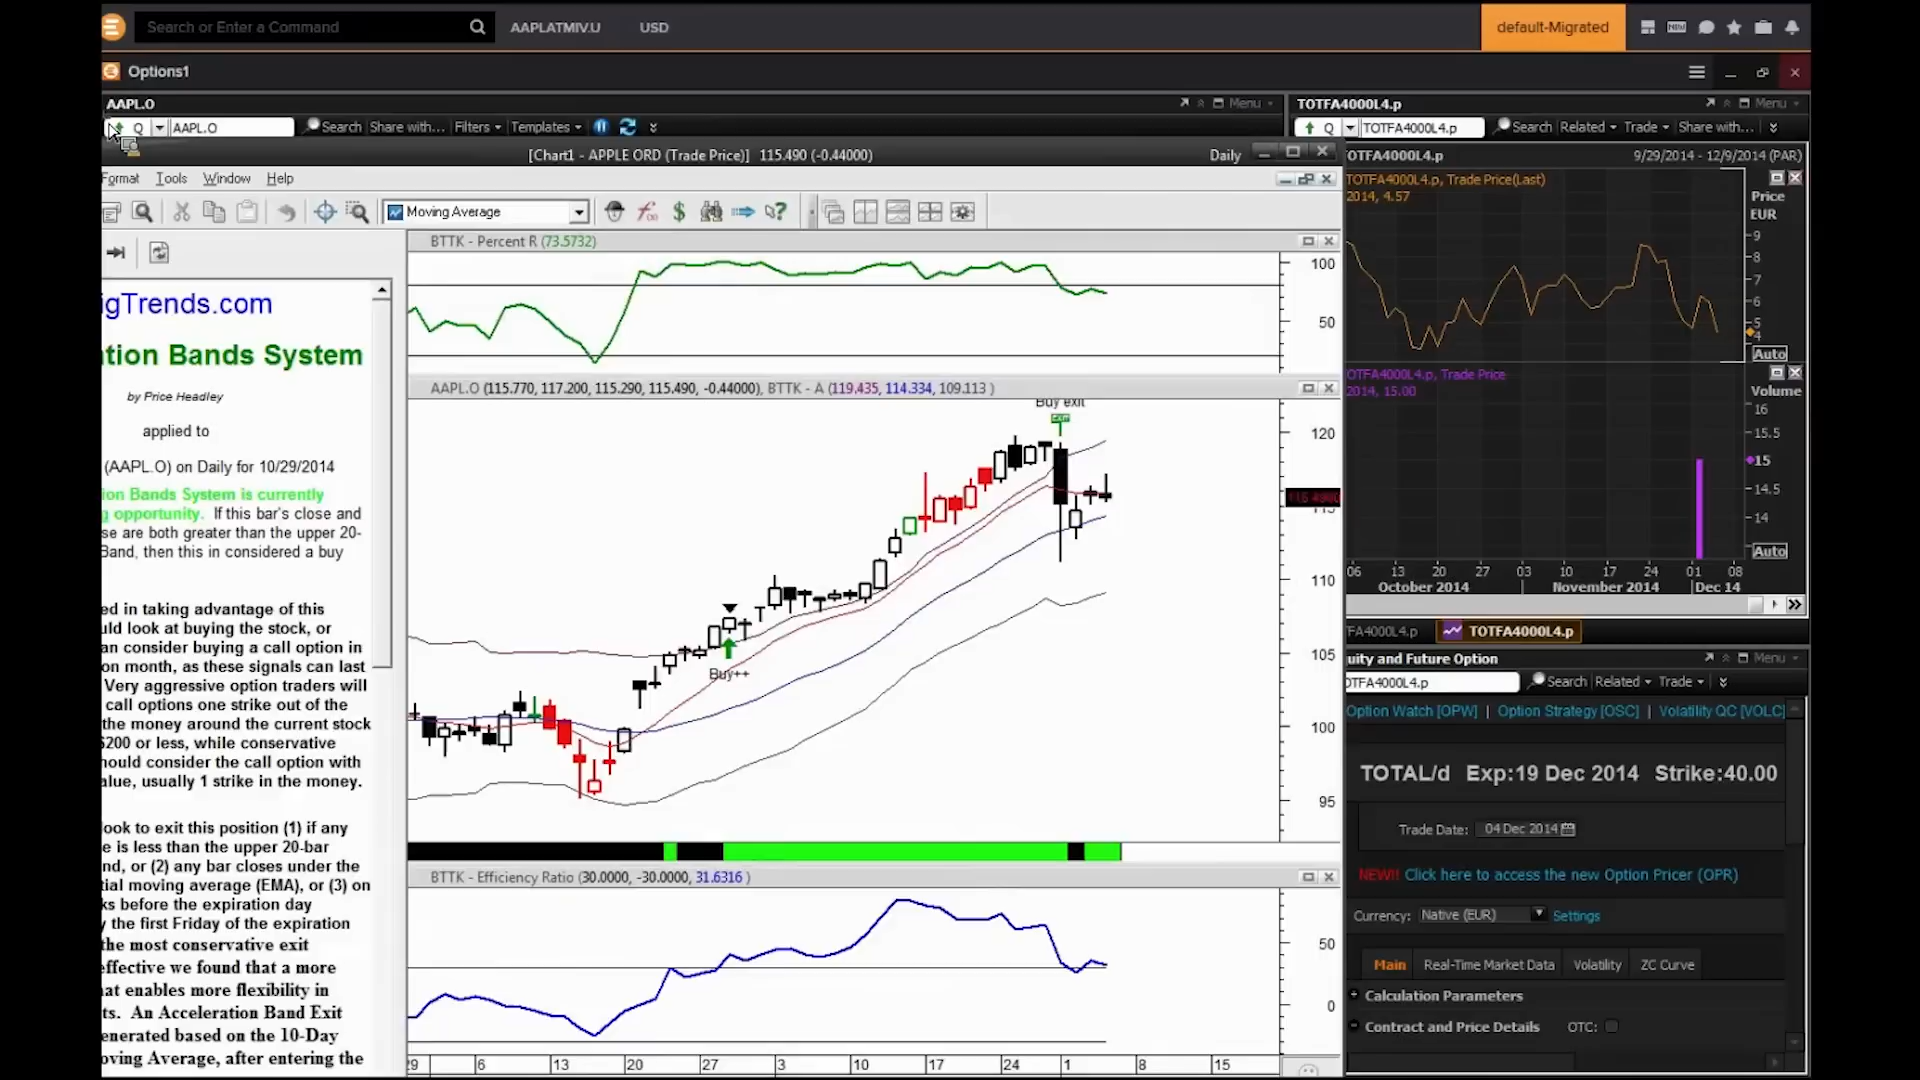 Search or Enter a Command
AAPLATMIV.U
USD
default-Migrated
Options1
AAPL.O
Menu
Q
AAPL.O
Search
Share with...
Filters
Templates
[Chart1 - APPLE ORD (Trade Price)] 115.490 (-0.44000)
Daily
Format
Tools
Window
Help
Moving Average
igTrends.com
tion Bands System
by Price Headley
applied to
(AAPL.O) on Daily for 10/29/2014
ion Bands System is currently
g opportunity. If this bar's close and
se are both greater than the upper 20-
Band, then this in considered a buy
ed in taking advantage of this
uld look at buying the stock, or
an consider buying a call option in
on month, as these signals can last
Very aggressive option traders will
call options one strike out of the
the money around the current stock
$200 or less, while conservative
hould consider the call option with
alue, usually 1 strike in the money.
look to exit this position (1) if any
e is less than the upper 20-bar
nd, or (2) any bar closes under the
tial moving average (EMA), or (3) on
ks before the expiration day
y the first Friday of the expiration
the most conservative exit
effective we found that a more
hat enables more flexibility in
ts. An Acceleration Band Exit
enerated based on the 10-Day
oving Average, after entering the
BTTK - Percent R (73.5732)
100
50
AAPL.O (115.770, 117.200, 115.290, 115.490, -0.44000), BTTK - A (119.435, 114.334, 109.113 )
Buy exit
EXIT
Buy++
120
110
105
100
95
BTTK - Efficiency Ratio (30.0000, -30.0000, 31.6316 )
50
0
29
6
13
20
27
3
10
17
24
1
8
15
TOTFA4000L4.p
Menu
Q
TOTFA4000L4.p
Search
Related
Trade
Share with...
OTFA4000L4.p
9/29/2014 - 12/9/2014 (PAR)
TOTFA4000L4.p, Trade Price(Last)
2014, 4.57
Price
EUR
9
8
7
6
5
4
Auto
OTFA4000L4.p, Trade Price
2014, 15.00
Volume
16
15.5
15
14.5
14
Auto
06
13
20
27
03
10
17
24
01
08
October 2014
November 2014
Dec 14
FA4000L4.p
TOTFA4000L4.p
uity and Future Option
Menu
OTFA4000L4.p
Search
Related
Trade
Option Watch [OPW] | Option Strategy [OSC] | Volatility QC [VOLC]
TOTAL/d Exp:19 Dec 2014 Strike:40.00
Trade Date: 04 Dec 2014
NEW!! Click here to access the new Option Pricer (OPR)
Currency: Native (EUR) Settings
Main
Real-Time Market Data
Volatility
ZC Curve
Calculation Parameters
Contract and Price Details
OTC: